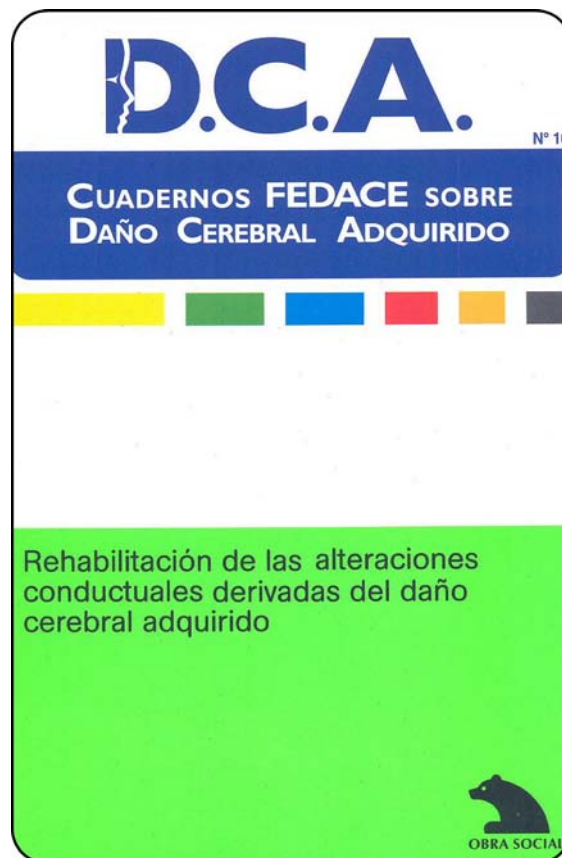 D.C.A.
CUADERNOS FEDACE SOBRE
DAÑO CEREBRAL ADQUIRIDO
Rehabilitación de las alteraciones
conductuales derivadas del daño
cerebral adquirido
OBRA SOCIAL